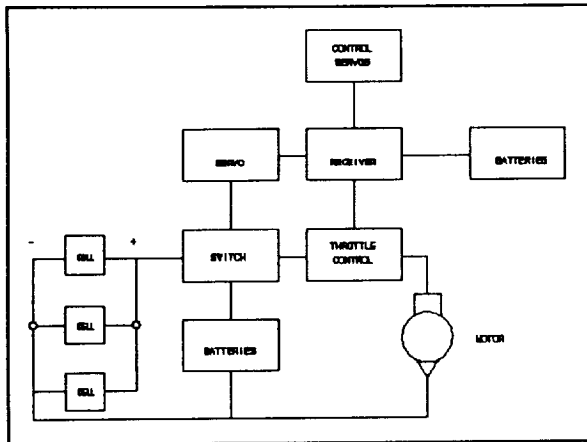 CONTROL
SERVOS
SERVO
RECEIVER
BATTERIES
-
+
CELL
SWITCH
THROTTLE
CONTROL
CELL
BATTERIES
MOTOR
CELL